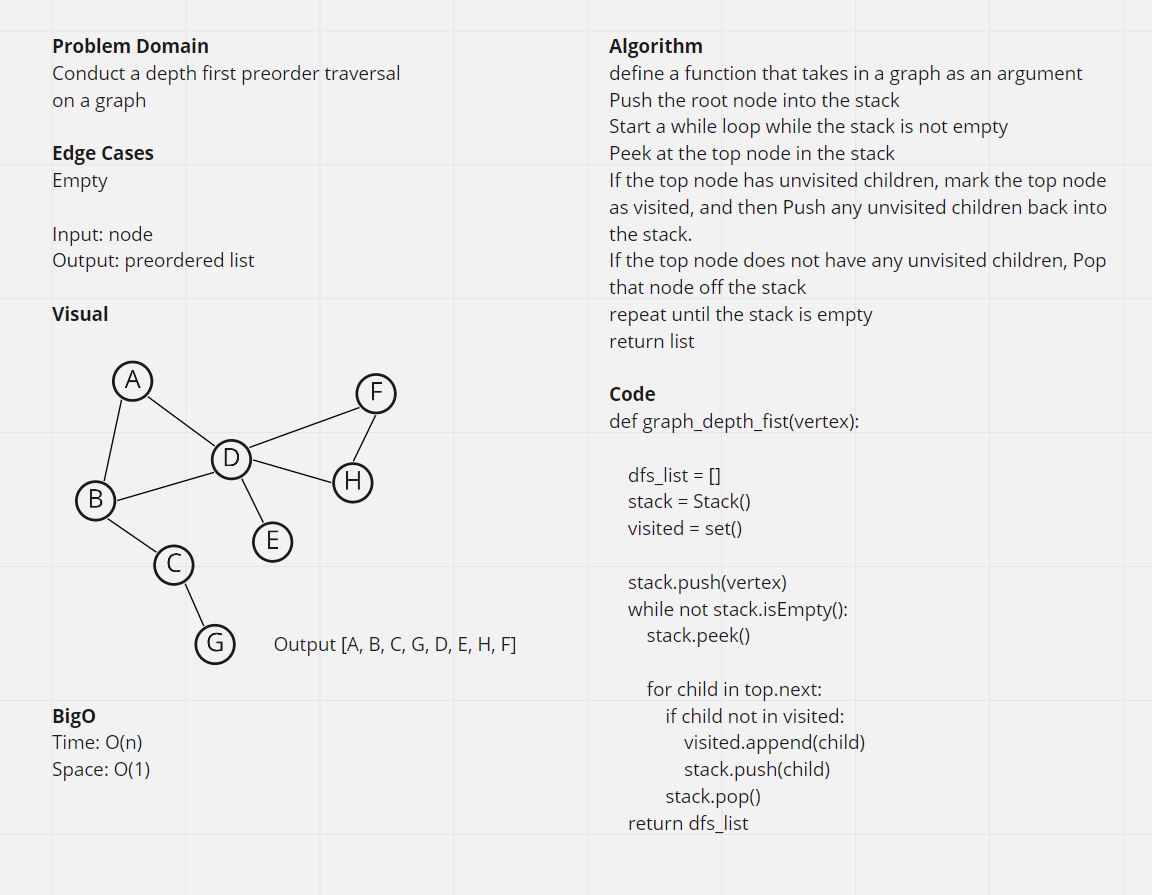 Problem Domain
Conduct a depth first preorder traversal
on a graph
Edge Cases
Empty
Input: node
Output: preordered list
Visual
A
F
D
H
B
E
C
G
Output [A, B, C, G, D, E, H, F]
BigO
Time: O(n)
Space: O(1)
Algorithm
define a function that takes in a graph as an argument
Push the root node into the stack
Start a while loop while the stack is not empty
Peek at the top node in the stack
If the top node has unvisited children, mark the top node
as visited, and then Push any unvisited children back into
the stack.
If the top node does not have any unvisited children, Pop
that node off the stack
repeat until the stack is empty
return list
Code
def graph_depth_fist(vertex):
dfs_list = []
stack = Stack()
visited = set()
stack.push(vertex)
while not stack.isEmpty():
stack.peek()
for child in top.next:
if child not in visited:
visited.append(child)
stack.push(child)
stack.pop()
return dfs_list